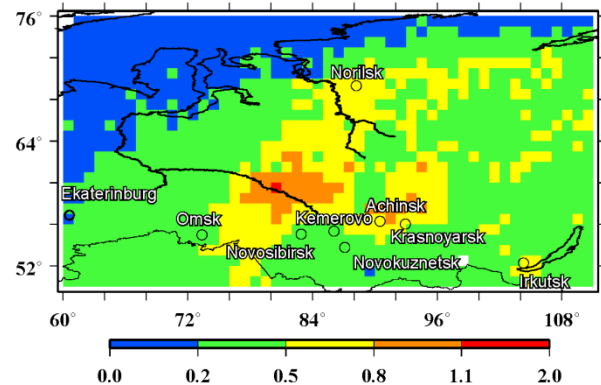 76°
Norilsk
64°
Ekaterinburg
Achinsk
Omsk
Kemerovo
Krasnoyarsk
Novosibirsk
Novokuznetsk
52°
Irkutsk
60° 72° 84° 96° 108°
0.0 0.2 0.5 0.8 1.1 2.0